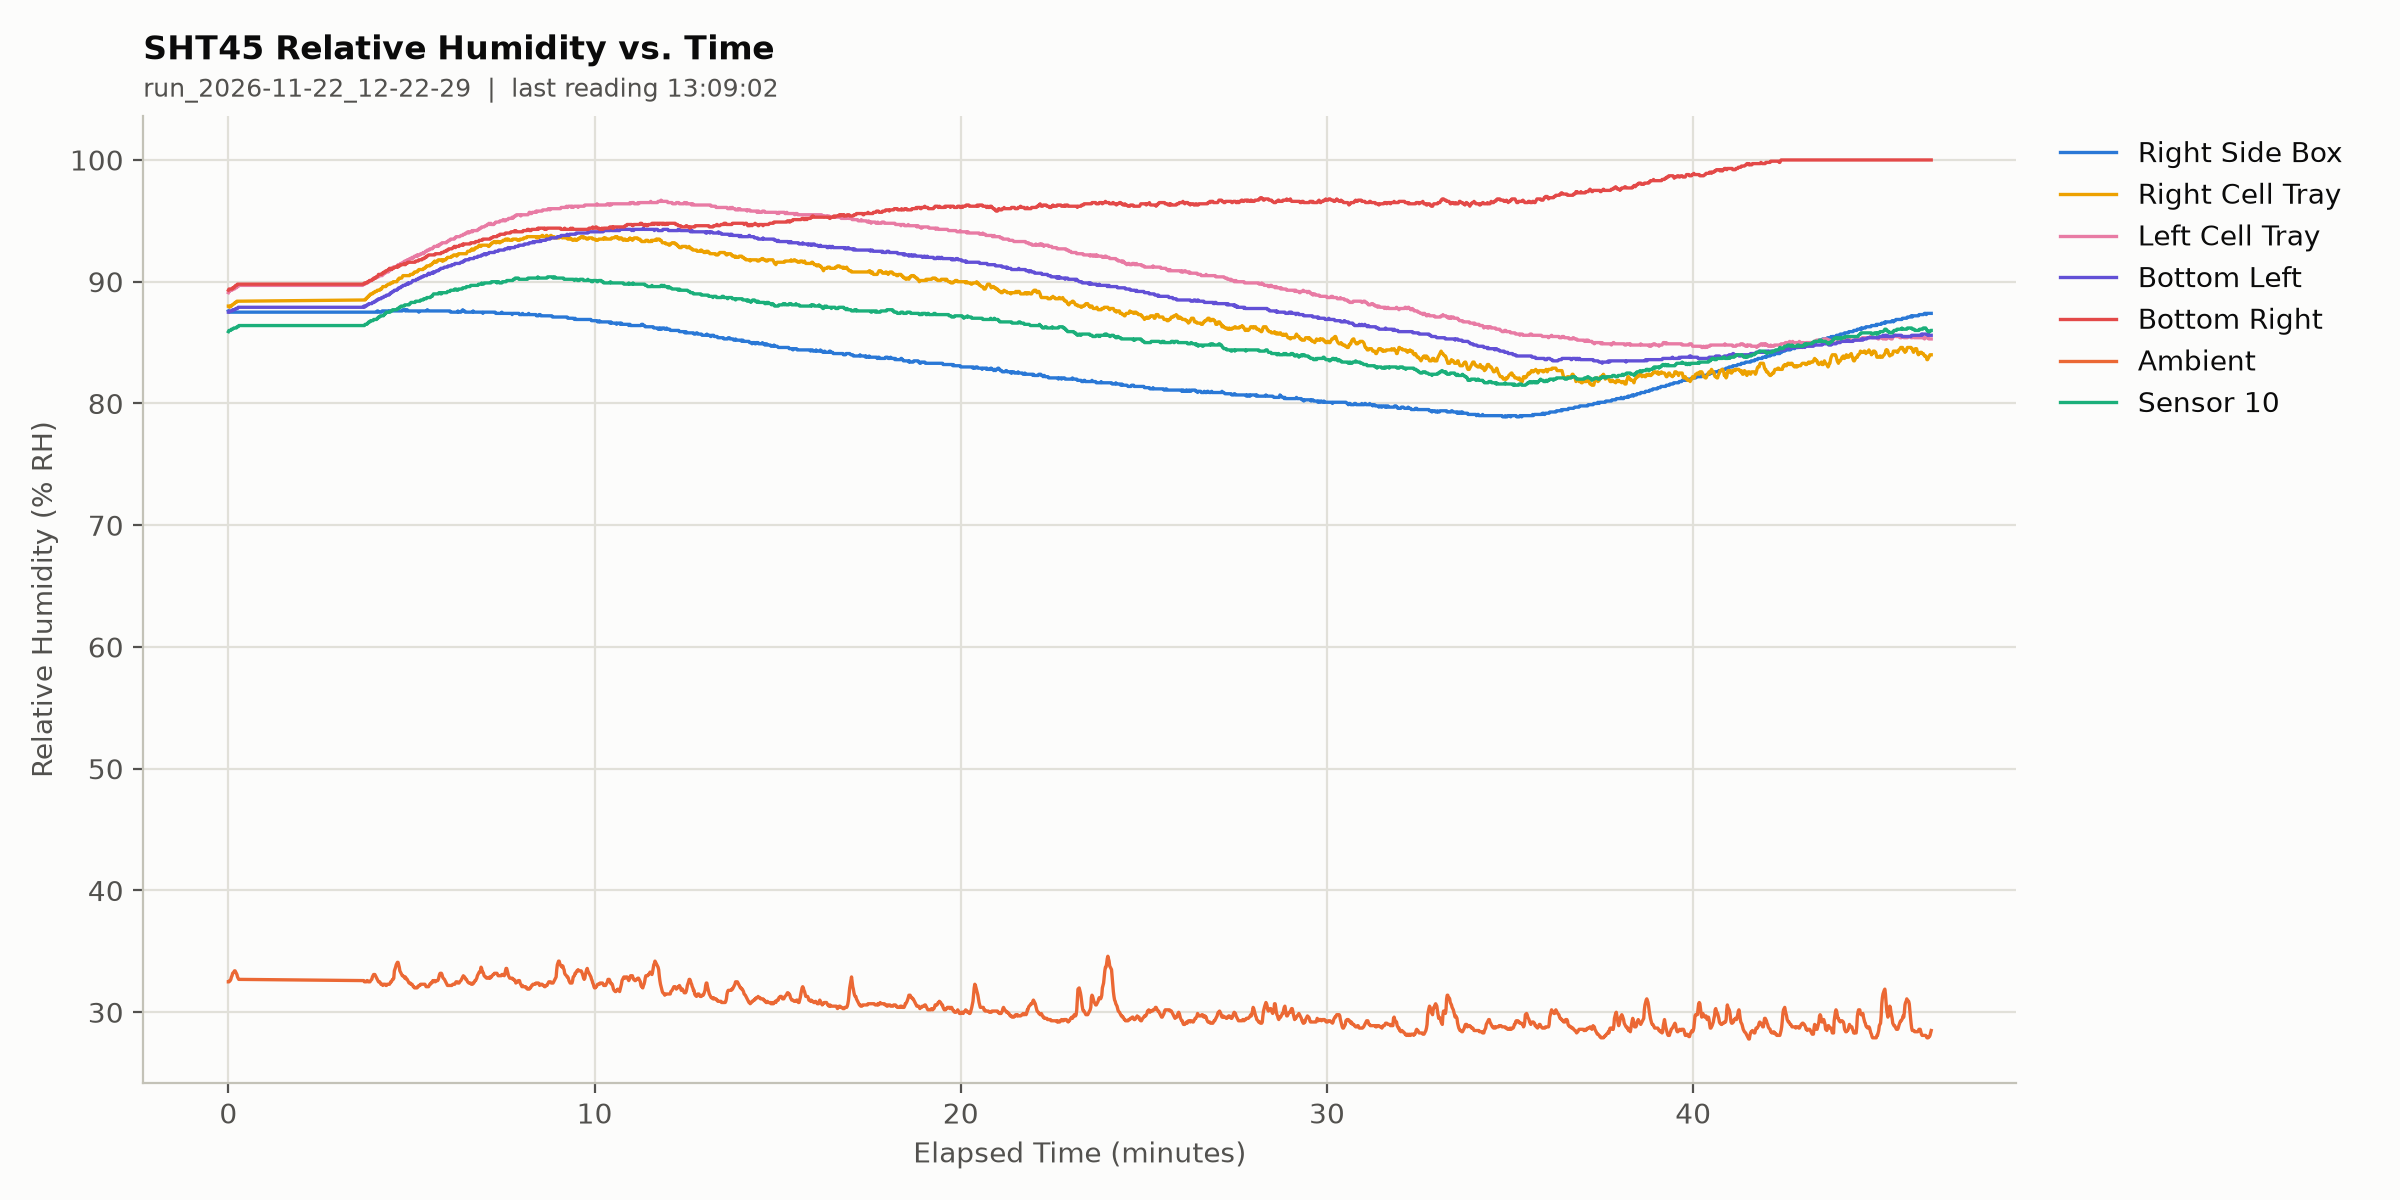 SHT45 Relative Humidity vs. Time
run_2026-11-22_12-22-29 | last reading 13:09:02
100
90
80
70
60
50
40
30
Relative Humidity (% RH)
0
10
20
30
40
Elapsed Time (minutes)
Right Side Box
Right Cell Tray
Left Cell Tray
Bottom Left
Bottom Right
Ambient
Sensor 10